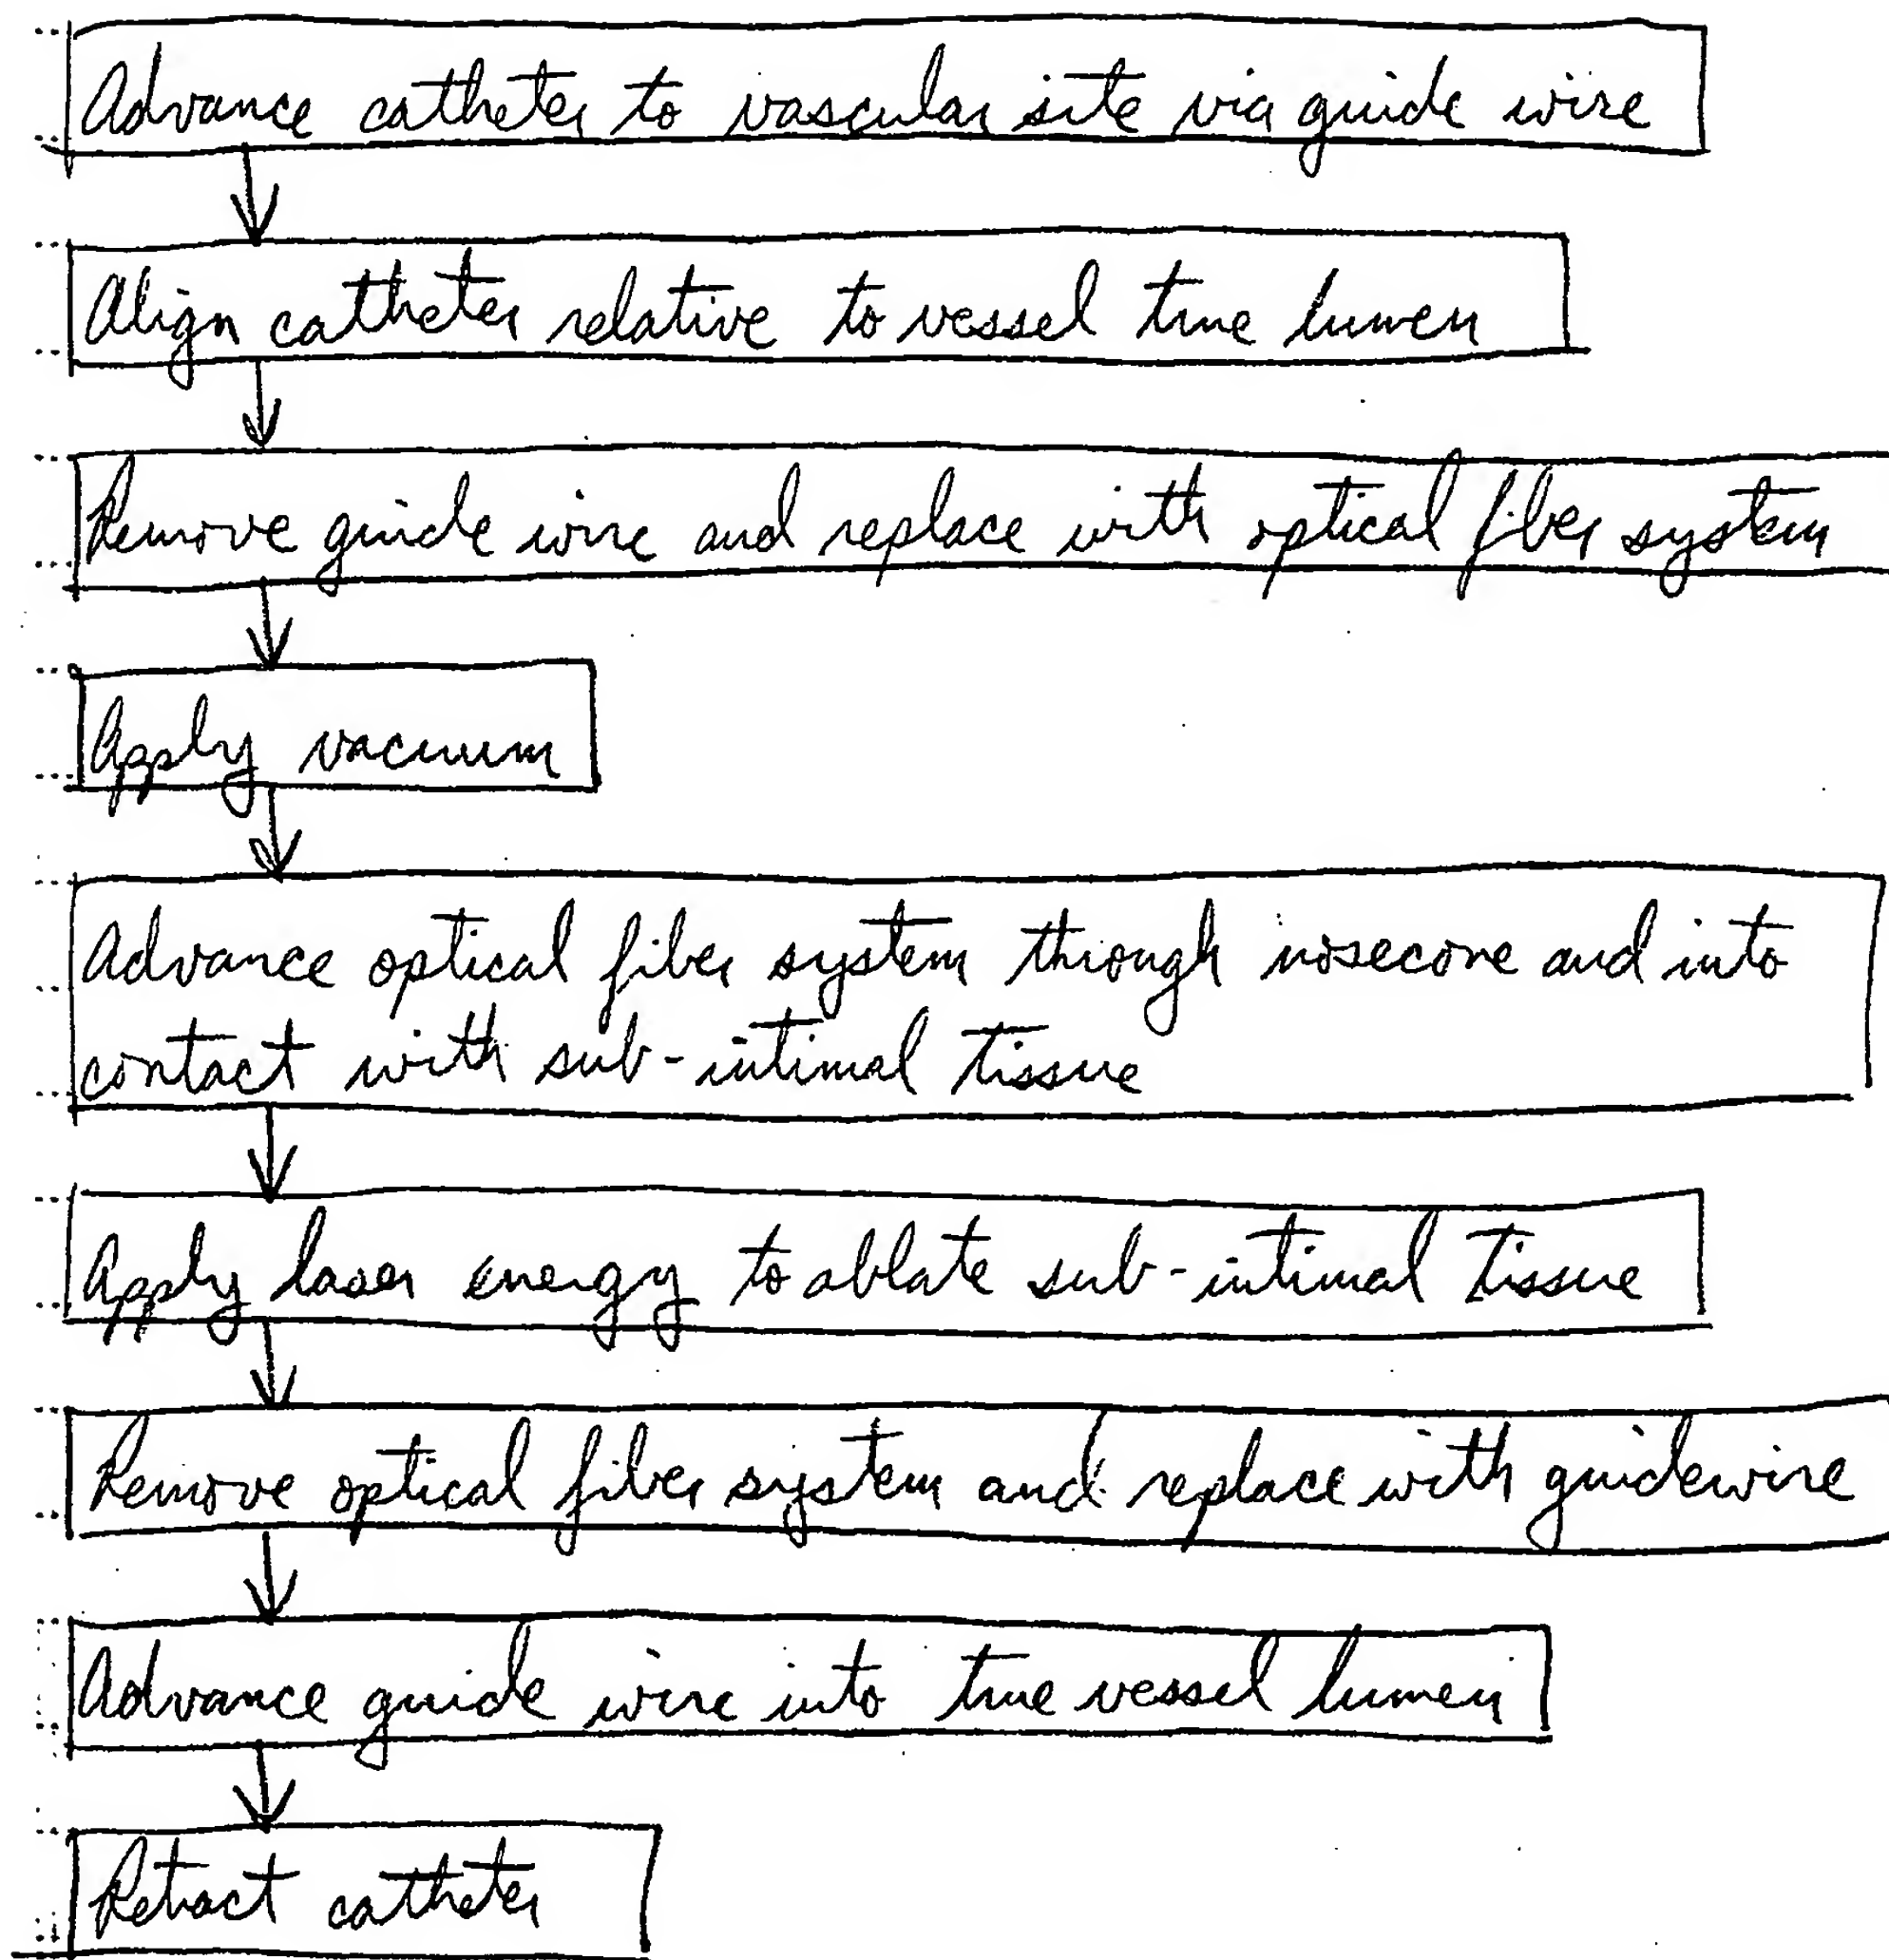 Advance catheter to vascular site via guide wire
Align catheter relative to vessel true lumen
Remove guide wire and replace with optical fiber system
Apply vacuum
Advance optical fiber system through nosecone and into
contact with sub-intimal tissue
Apply laser energy to ablate sub-intimal tissue
Remove optical fiber system and replace with guidewire
Advance guide wire into true vessel lumen
Retract catheter